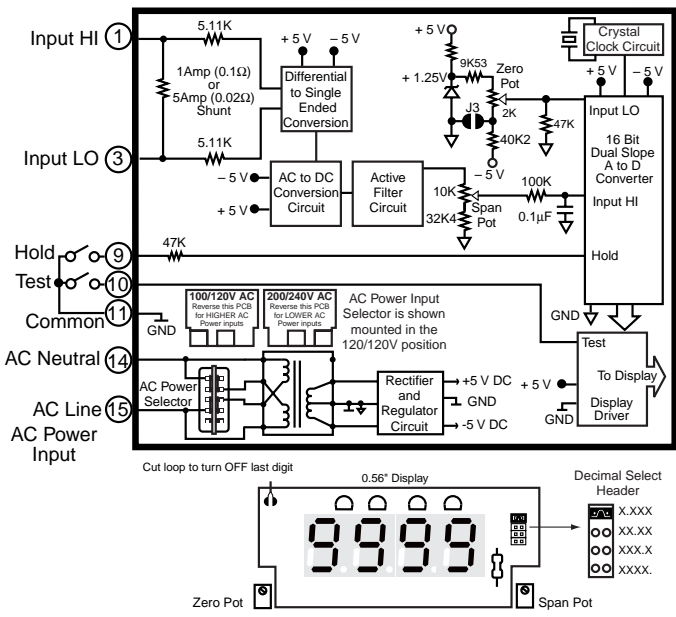 Input HI 1
5.11K
+ 5 V
– 5 V
1Amp (0.1Ω)
or
5Amp (0.02Ω)
Shunt
Differential
to Single
Ended
Conversion
Input LO 3
5.11K
+ 5 V
+ 1.25V
9K53
Zero
Pot
J3
2K
40K2
– 5 V
47K
Crystal
Clock Circuit
+ 5 V
– 5 V
Input LO
16 Bit
Dual Slope
A to D
Converter
Input HI
Hold
– 5 V
+ 5 V
AC to DC
Conversion
Circuit
Active
Filter
Circuit
10K
Span
Pot
32K4
100K
0.1µF
Hold 9
47K
Test 10
Common 11
GND
100/120V AC
Reverse this PCB
for HIGHER AC
Power inputs
200/240V AC
Reverse this PCB
for LOWER AC
Power inputs
AC Power Input
Selector is shown
mounted in the
120/120V position
GND
AC Neutral 14
AC Line 15
AC Power
Input
AC Power
Selector
Rectifier
and
Regulator
Circuit
+5 V DC
GND
-5 V DC
Test
To Display
+ 5 V
Display
Driver
GND
Cut loop to turn OFF last digit
0.56" Display
Decimal Select
Header
X.XXX
XX.XX
XXX.X
XXXX.
9.9.9.9
Zero Pot
Span Pot